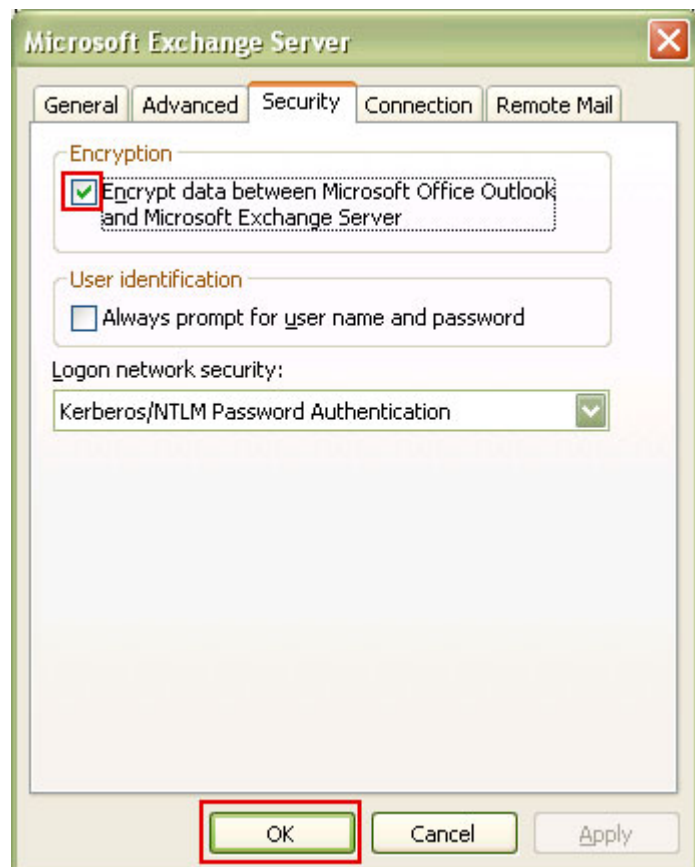 Microsoft Exchange Server
General Advanced Security Connection Remote Mail
Encryption
Encrypt data between Microsoft Office Outlook
and Microsoft Exchange Server
User identification
Always prompt for user name and password
Logon network security:
Kerberos/NTLM Password Authentication
OK Cancel Apply